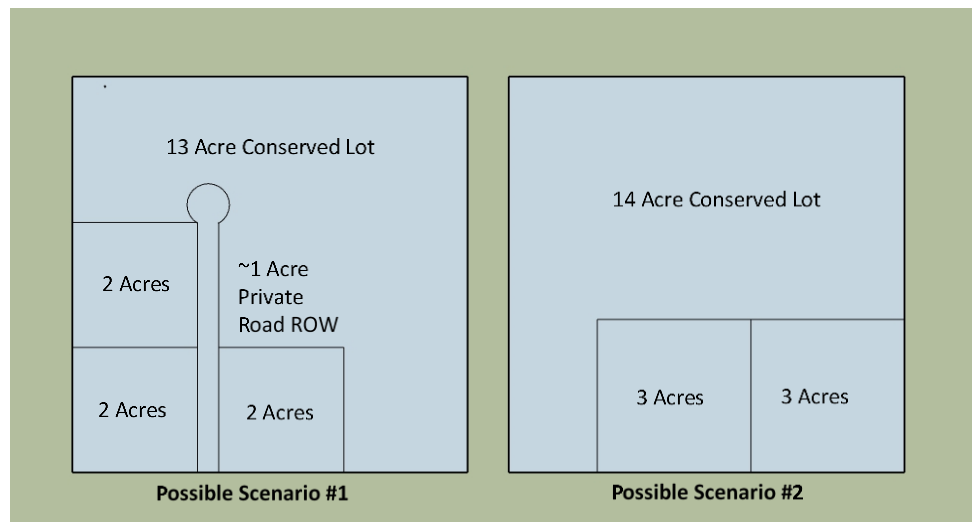 13 Acre Conserved Lot
2 Acres
~1 Acre
Private
Road ROW
2 Acres
2 Acres
Possible Scenario #1
14 Acre Conserved Lot
3 Acres
3 Acres
Possible Scenario #2